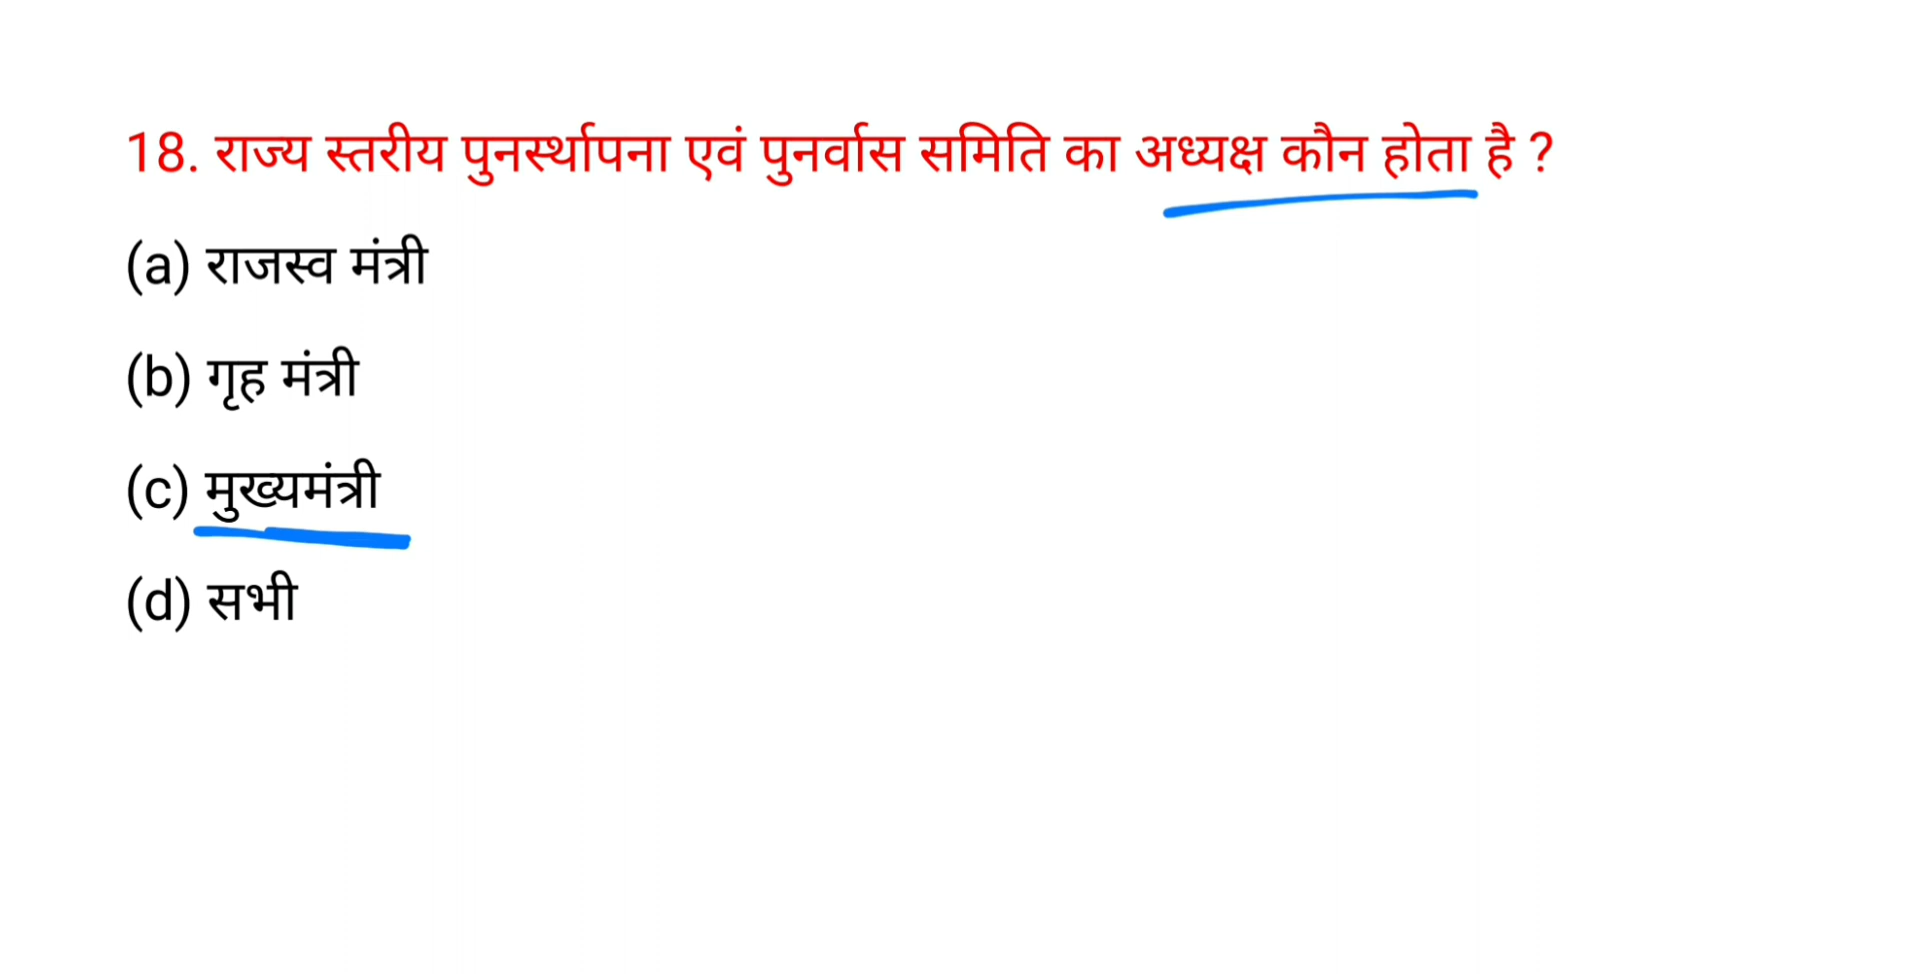 18. राज्य स्तरीय पुनर्स्थापना एवं पुनर्वास समिति का अध्यक्ष कौन होता है ?
(a) राजस्व मंत्री
(b) गृह मंत्री
(c) मुख्यमंत्री
(d) सभी